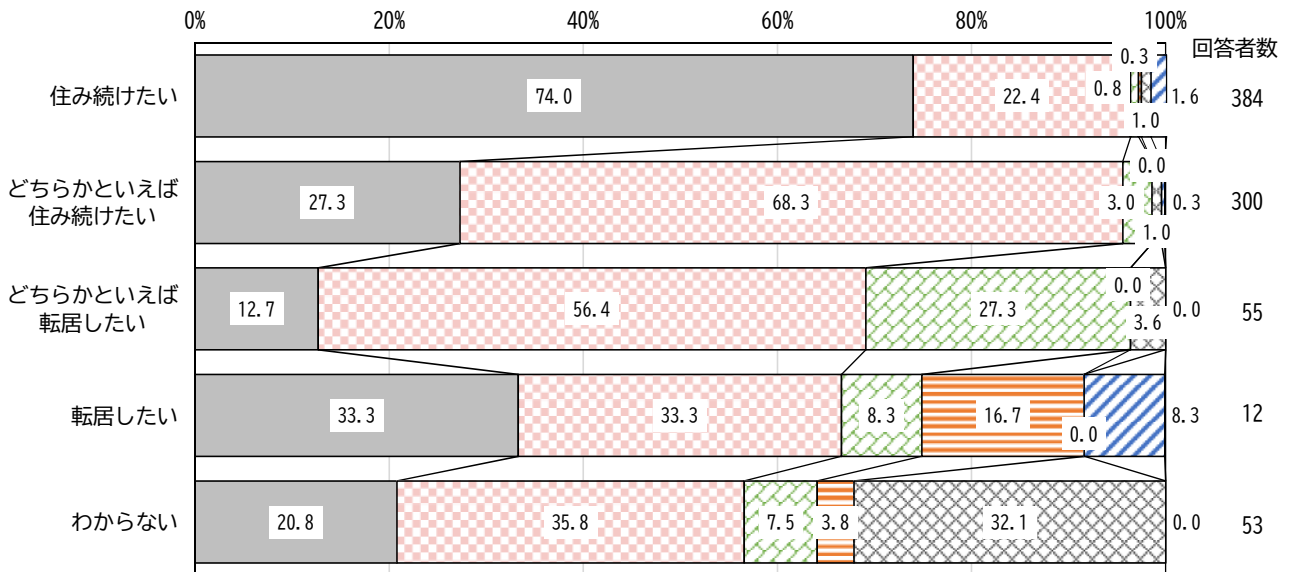 0% 20% 40% 60% 80% 100%
回答者数
住み続けたい 74.0 22.4 0.8 0.3 1.0 1.6 384
どちらかといえば
住み続けたい 27.3 68.3 3.0 0.0 1.0 0.3 300
どちらかといえば
転居したい 12.7 56.4 27.3 0.0 3.6 0.0 55
転居したい 33.3 33.3 8.3 16.7 0.0 8.3 12
わからない 20.8 35.8 7.5 3.8 32.1 0.0 53